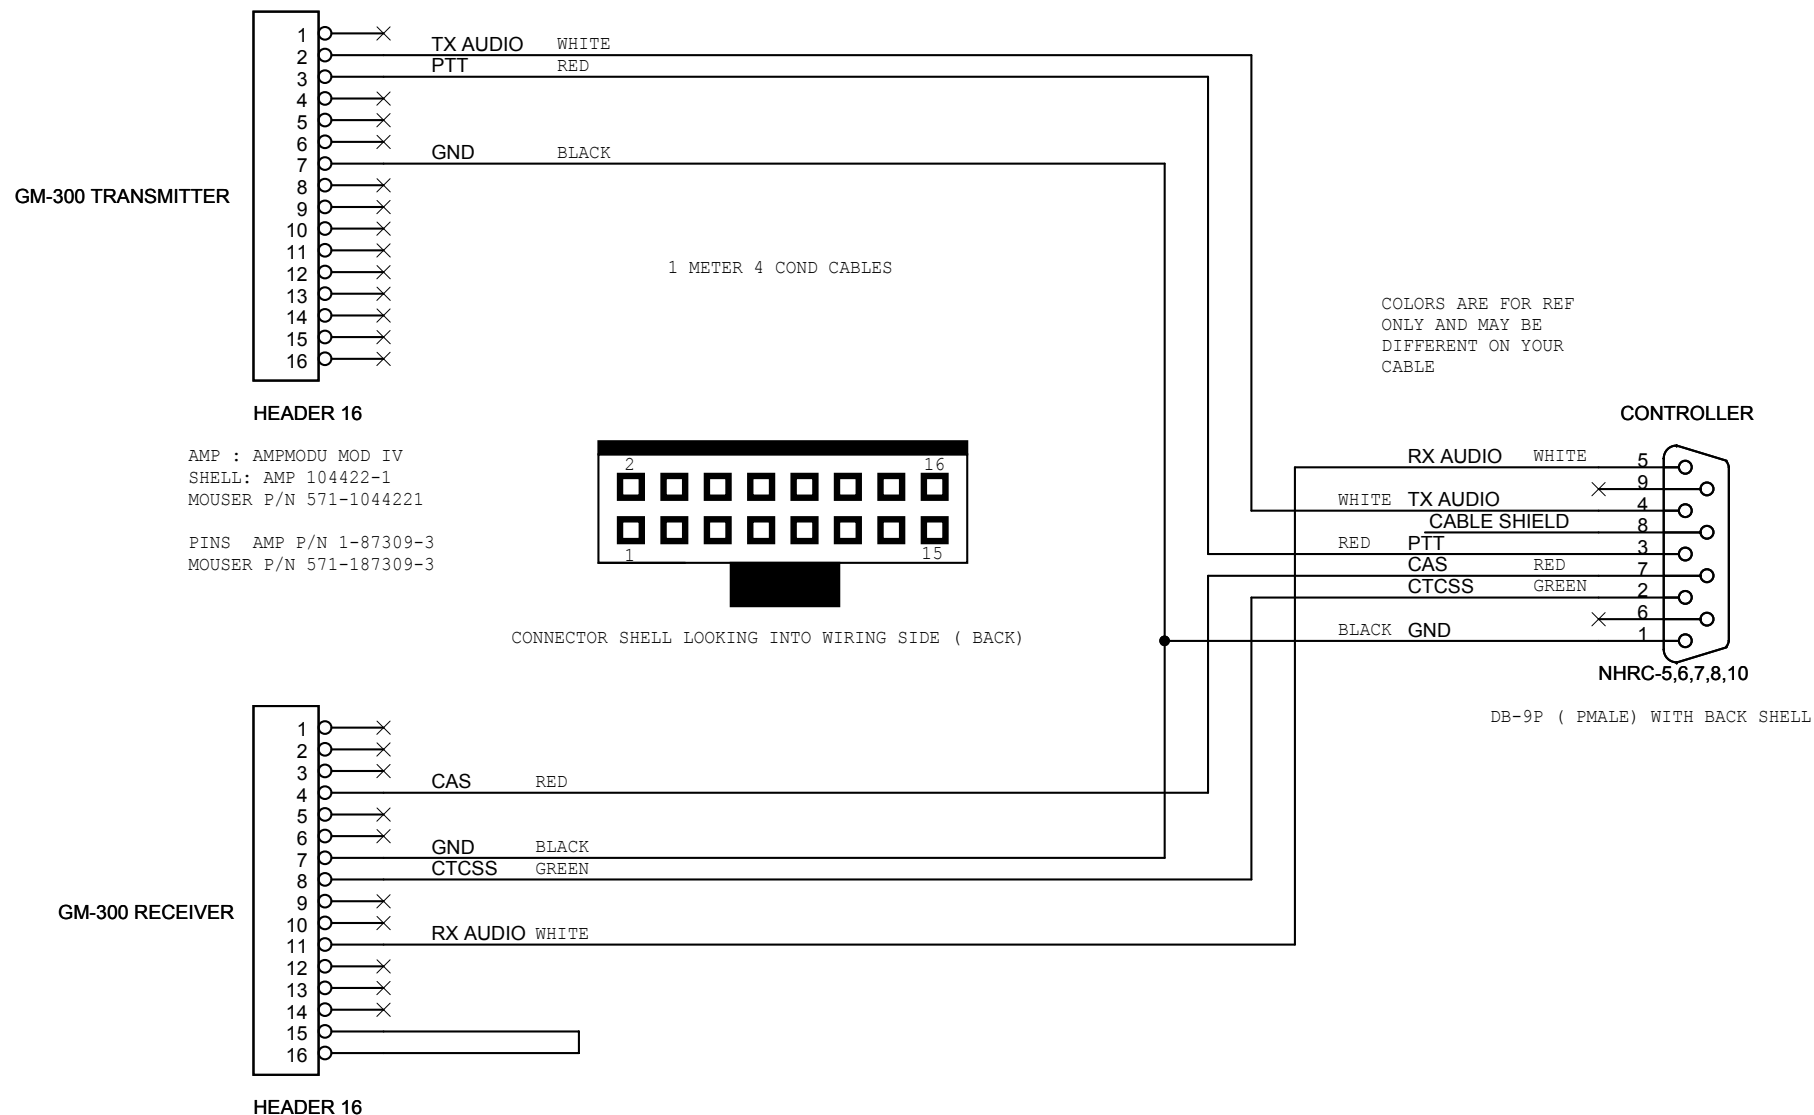 1
2
3
4
5
6
7
8
9
10
11
12
13
14
15
16
TX AUDIO WHITE
PTT RED
GND BLACK
GM-300 TRANSMITTER
HEADER 16
1 METER 4 COND CABLES
COLORS ARE FOR REF
ONLY AND MAY BE
DIFFERENT ON YOUR
CABLE
AMP : AMPMODU MOD IV
SHELL: AMP 104422-1
MOUSER P/N 571-1044221
PINS AMP P/N 1-87309-3
MOUSER P/N 571-187309-3
2 16
1 15
CONNECTOR SHELL LOOKING INTO WIRING SIDE ( BACK)
CONTROLLER
RX AUDIO WHITE 5
9
WHITE TX AUDIO 4
CABLE SHIELD 8
RED PTT 3
CAS RED 7
CTCSS GREEN 2
6
BLACK GND 1
NHRC-5,6,7,8,10
DB-9P ( PMALE) WITH BACK SHELL
1
2
3
4
5
6
7
8
9
10
11
12
13
14
15
16
CAS RED
GND BLACK
CTCSS GREEN
RX AUDIO WHITE
GM-300 RECEIVER
HEADER 16